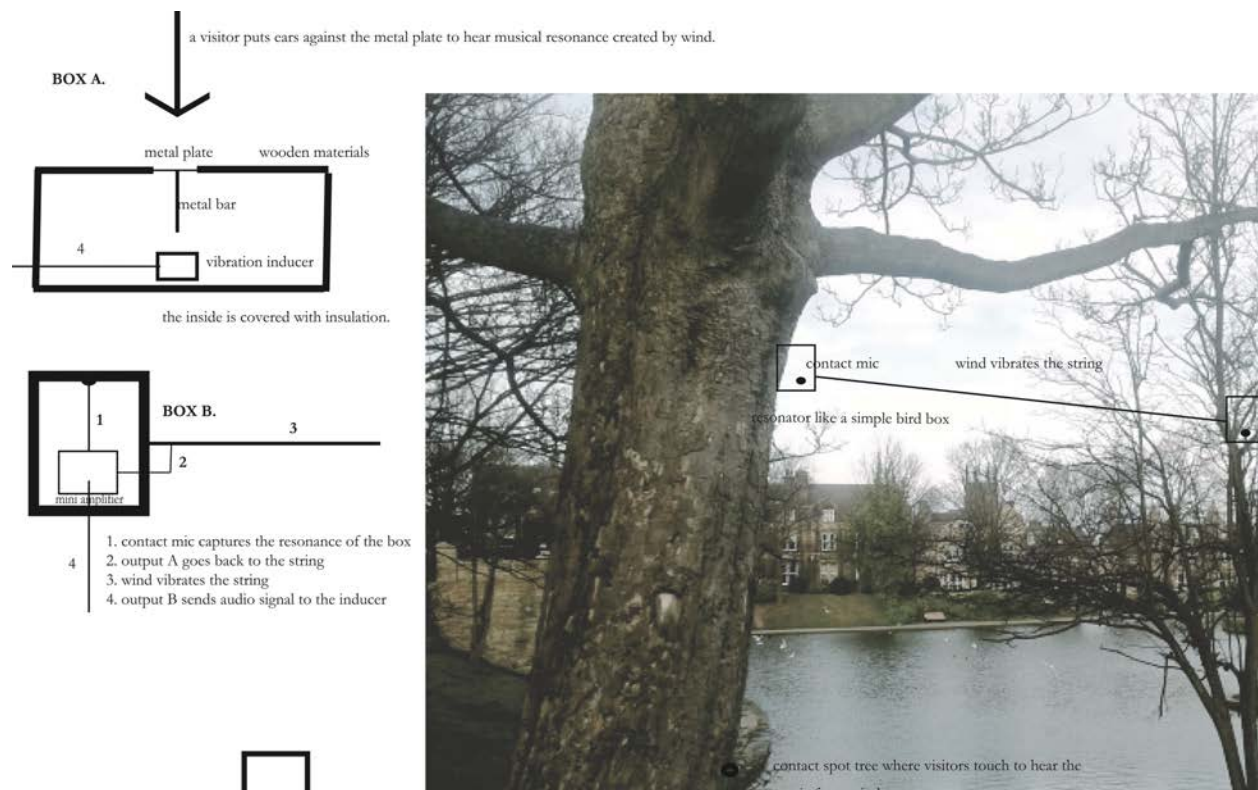 a visitor puts ears against the metal plate to hear musical resonance created by wind.
BOX A.
metal plate
wooden materials
metal bar
4
vibration inducer
the inside is covered with insulation.
BOX B.
1
3
2
mini amplifier
4
1. contact mic captures the resonance of the box
2. output A goes back to the string
3. wind vibrates the string
4. output B sends audio signal to the inducer
contact mic
wind vibrates the string
resonator like a simple bird box
contact spot tree where visitors touch to hear the